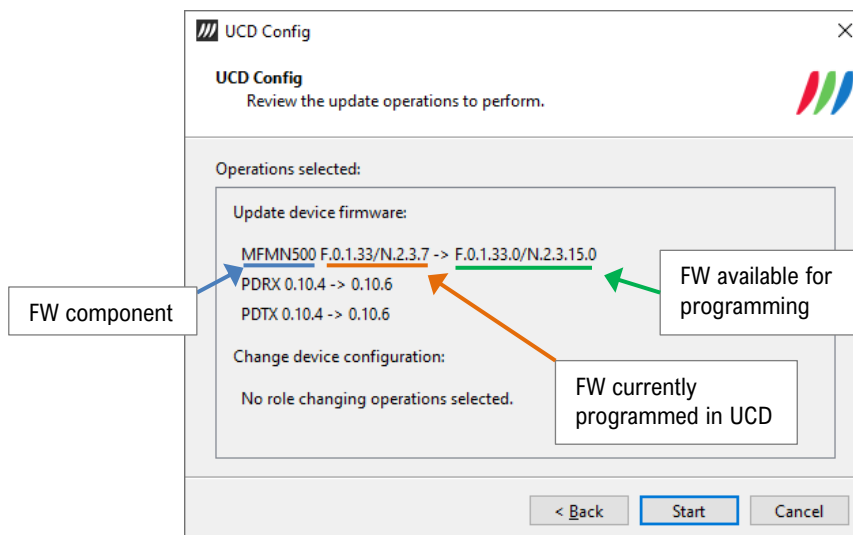 UCD Config
UCD Config
Review the update operations to perform.
Operations selected:
Update device firmware:
MFMN500 F.0.1.33/N.2.3.7 -> F.0.1.33.0/N.2.3.15.0
PDRX 0.10.4 -> 0.10.6
PDTX 0.10.4 -> 0.10.6
Change device configuration:
No role changing operations selected.
FW component
FW available for
programming
FW currently
programmed in UCD
< Back
Start
Cancel